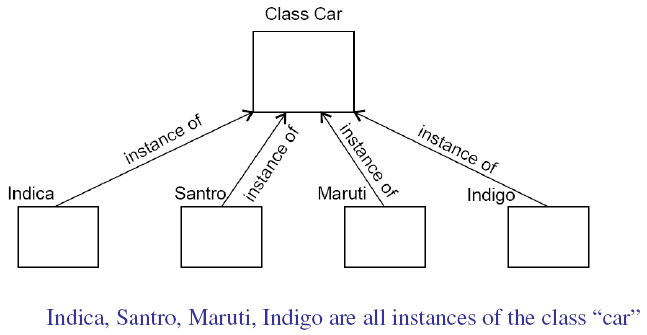 Class Car
instance of
instance of
instance of
instance of
Indica
Santro
Maruti
Indigo
Indica, Santro, Maruti, Indigo are all instances of the class “car”